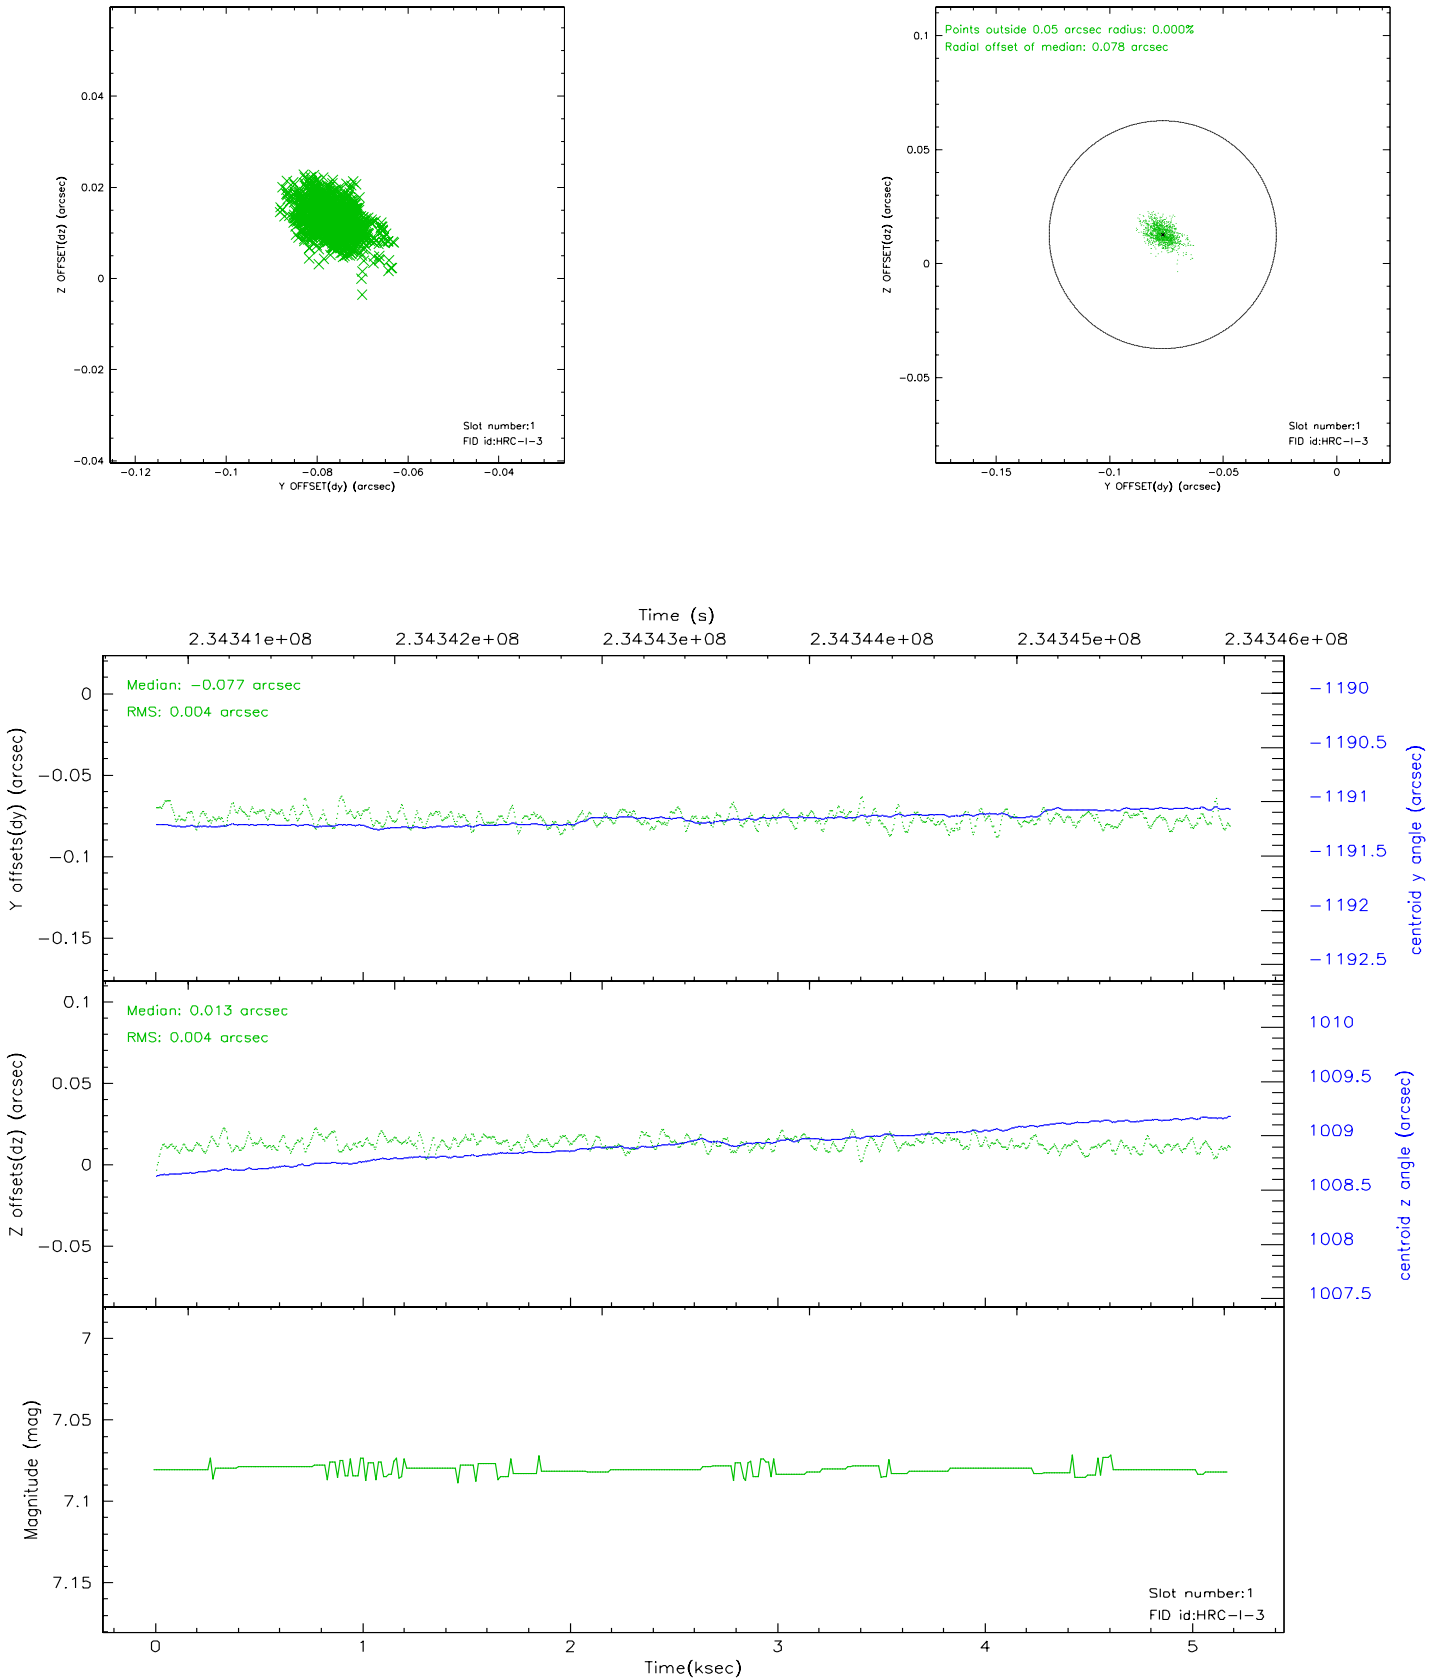 0.04
0.02
0
−0.02
−0.04
Z OFFSET(dz) (arcsec)
Slot number:1
FID id:HRC−I−3
−0.12 −0.1 −0.08 −0.06 −0.04
Y OFFSET(dy) (arcsec)
Points outside 0.05 arcsec radius: 0.000%
Radial offset of median: 0.078 arcsec
0.1
0.05
0
−0.05
Z OFFSET(dz) (arcsec)
Slot number:1
FID id:HRC−I−3
−0.15 −0.1 −0.05 0
Y OFFSET(dy) (arcsec)
Time (s)
2.34341e+08 2.34342e+08 2.34343e+08 2.34344e+08 2.34345e+08 2.34346e+08
Median: −0.077 arcsec
RMS: 0.004 arcsec
0
−0.05
−0.1
−0.15
Y offsets(dy) (arcsec)
−1190
−1190.5
−1191
−1191.5
−1192
−1192.5
centroid y angle (arcsec)
Median: 0.013 arcsec
RMS: 0.004 arcsec
0.1
0.05
0
−0.05
Z offsets(dz) (arcsec)
1010
1009.5
1009
1008.5
1008
1007.5
centroid z angle (arcsec)
7
7.05
7.1
7.15
Magnitude (mag)
Slot number:1
FID id:HRC−I−3
0 1 2 3 4 5
Time(ksec)